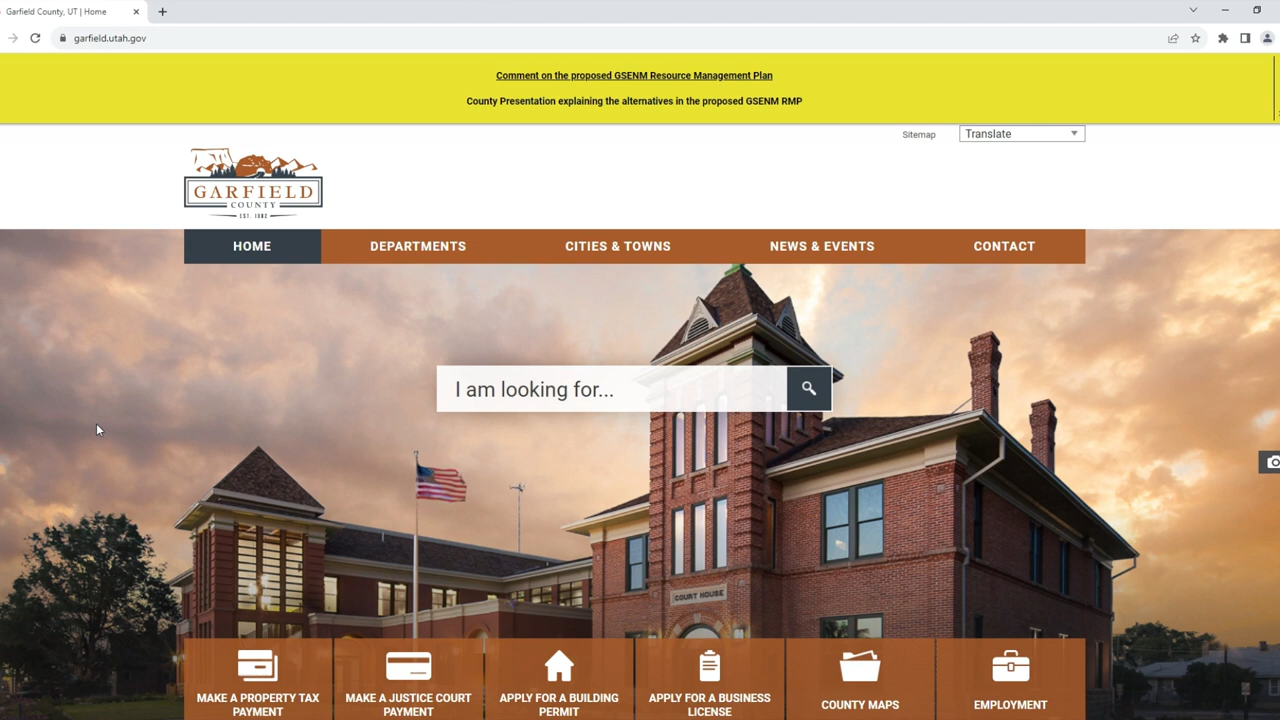 Garfield County, UT | Home
garfield.utah.gov
Comment on the proposed GSENM Resource Management Plan
County Presentation explaining the alternatives in the proposed GSENM RMP
Sitemap
Translate
GARFIELD
COUNTY
EST. 1882
HOME
DEPARTMENTS
CITIES & TOWNS
NEWS & EVENTS
CONTACT
I am looking for...
COURT HOUSE
MAKE A PROPERTY TAX
PAYMENT
MAKE A JUSTICE COURT
PAYMENT
APPLY FOR A BUILDING
PERMIT
APPLY FOR A BUSINESS
LICENSE
COUNTY MAPS
EMPLOYMENT